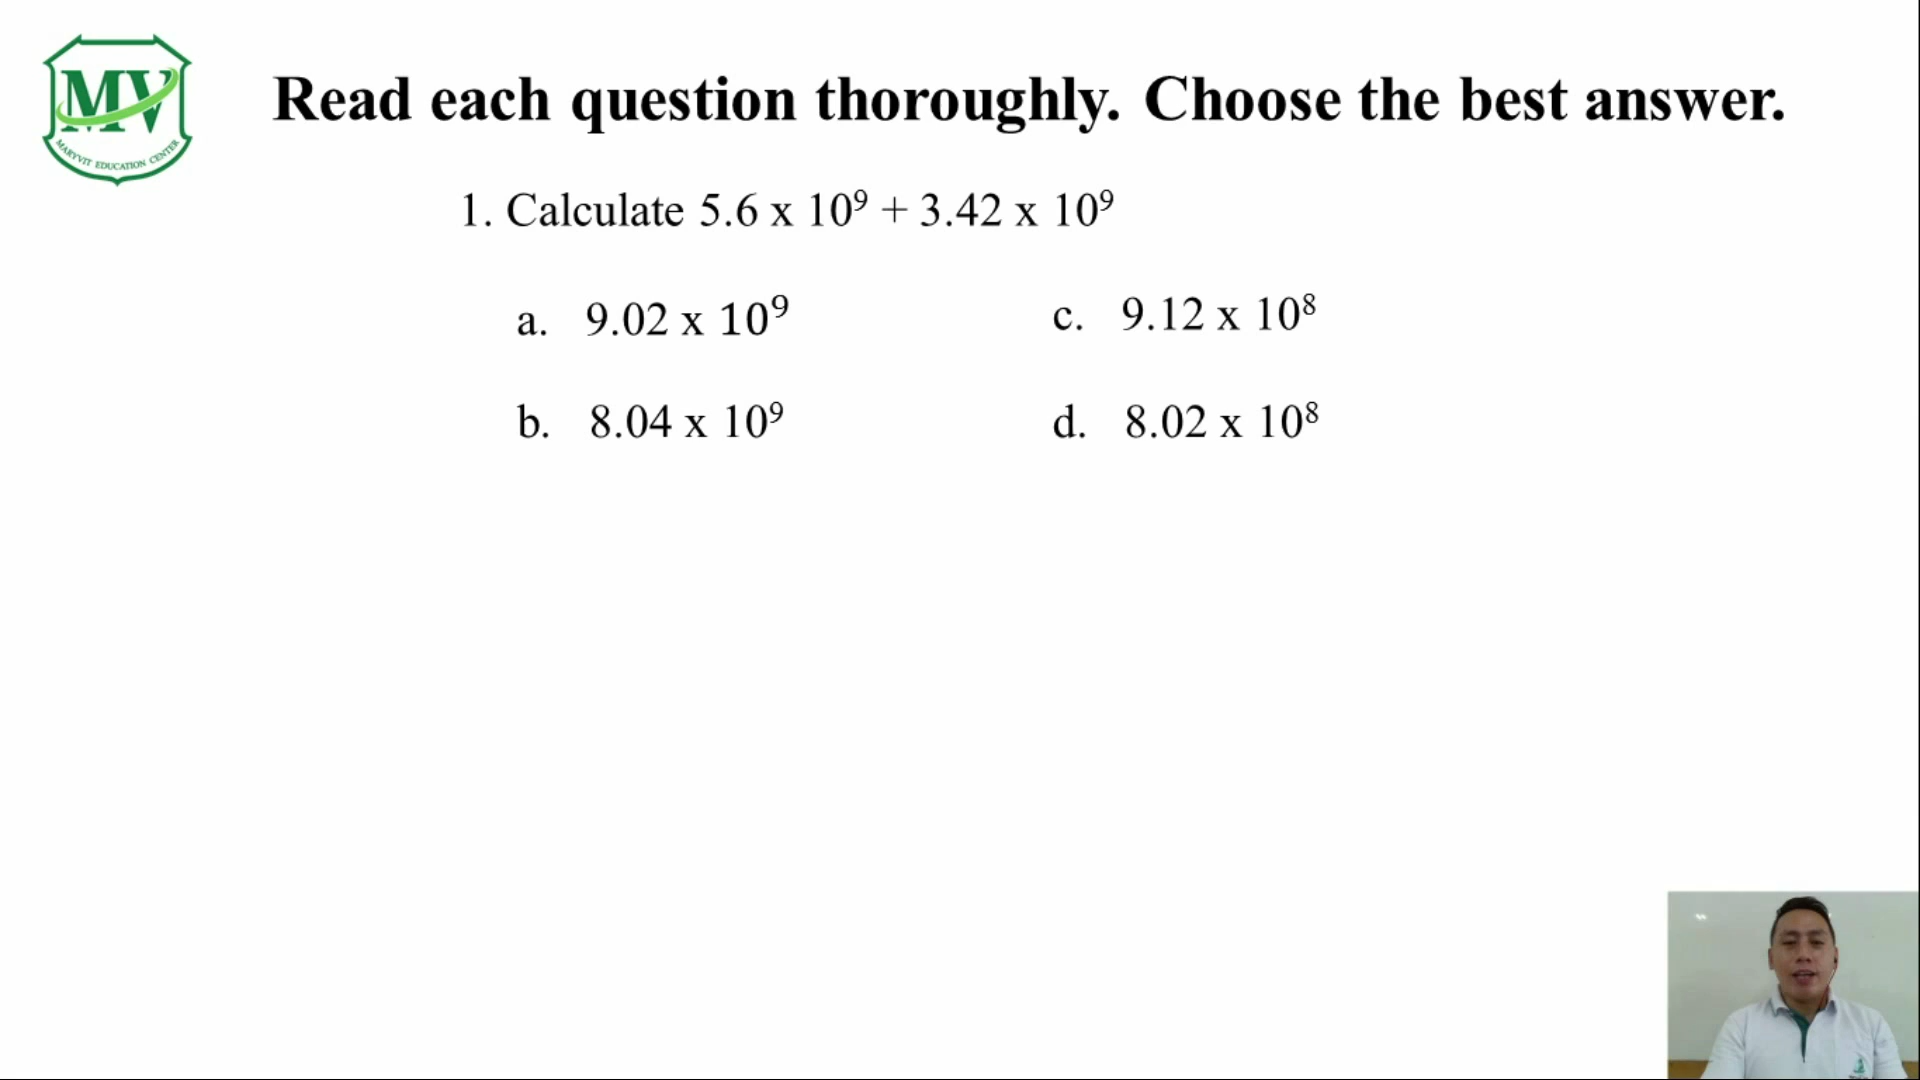 MV
MARYVIT EDUCATION CENTER
Read each question thoroughly. Choose the best answer.
1. Calculate 5.6 x 10⁹ + 3.42 x 10⁹
a. 9.02 x 10⁹
c. 9.12 x 10⁸
b. 8.04 x 10⁹
d. 8.02 x 10⁸